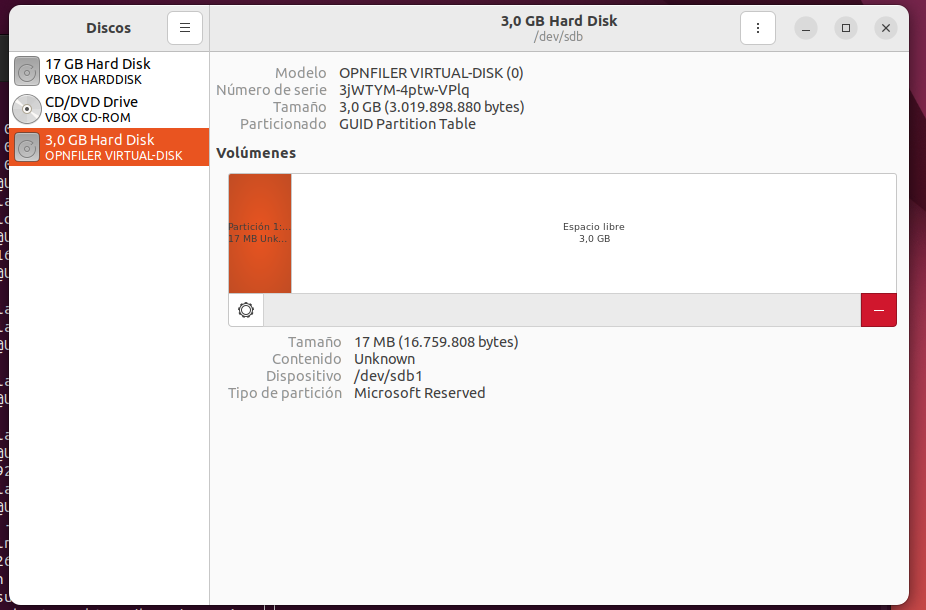 Discos
3,0 GB Hard Disk
/dev/sdb
17 GB Hard Disk
VBOX HARDDISK
CD/DVD Drive
VBOX CD-ROM
3,0 GB Hard Disk
OPNFILER VIRTUAL-DISK
Modelo OPNFILER VIRTUAL-DISK (0)
Número de serie 3jWTYM-4ptw-VPlq
Tamaño 3,0 GB (3.019.898.880 bytes)
Particionado GUID Partition Table
Volúmenes
Partición 1:...
17 MB Unk...
Espacio libre
3,0 GB
Tamaño 17 MB (16.759.808 bytes)
Contenido Unknown
Dispositivo /dev/sdb1
Tipo de partición Microsoft Reserved